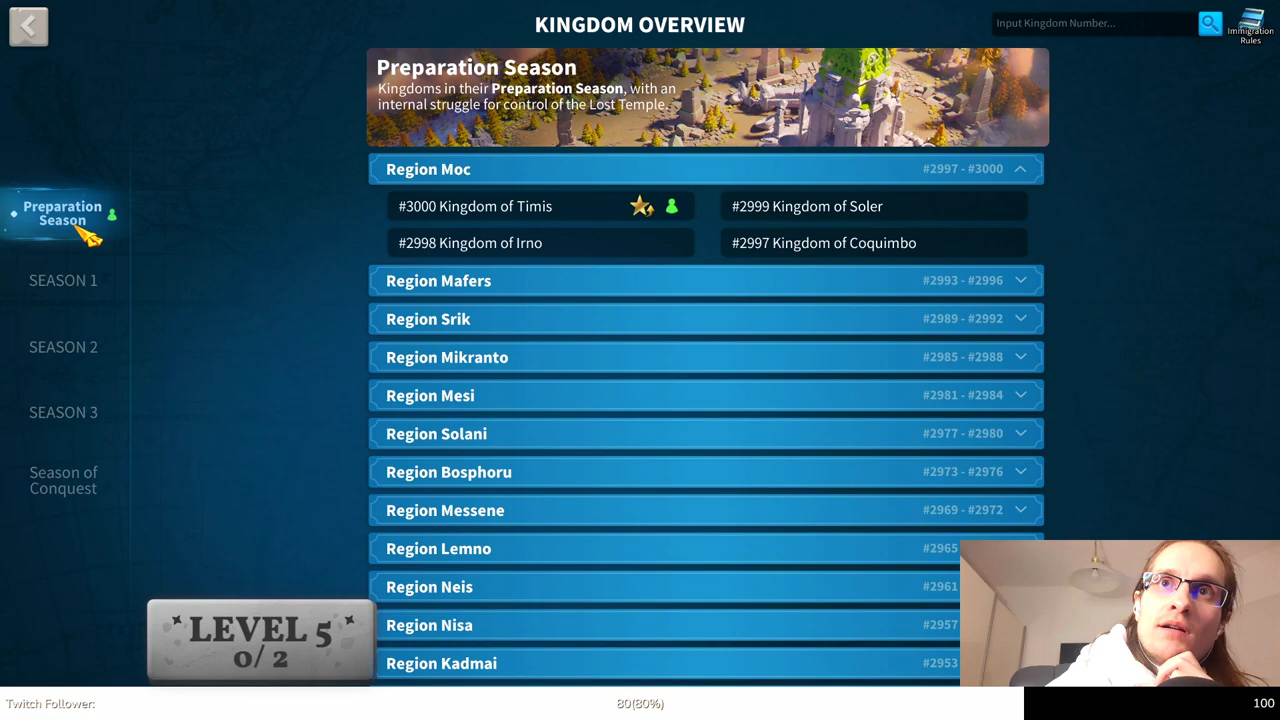 KINGDOM OVERVIEW
Input Kingdom Number...
Immigration
Rules
Preparation Season
Kingdoms in their Preparation Season, with an
internal struggle for control of the Lost Temple.
Preparation
Season
SEASON 1
SEASON 2
SEASON 3
Season of
Conquest
Region Moc #2997 - #3000
#3000 Kingdom of Timis #2999 Kingdom of Soler
#2998 Kingdom of Irno #2997 Kingdom of Coquimbo
Region Mafers #2993 - #2996
Region Srik #2989 - #2992
Region Mikranto #2985 - #2988
Region Mesi #2981 - #2984
Region Solani #2977 - #2980
Region Bosphoru #2973 - #2976
Region Messene #2969 - #2972
Region Lemno #2965
Region Neis #2961
Region Nisa #2957
Region Kadmai #2953
LEVEL 5
0/2
Twitch Follower: 80(80%) 100